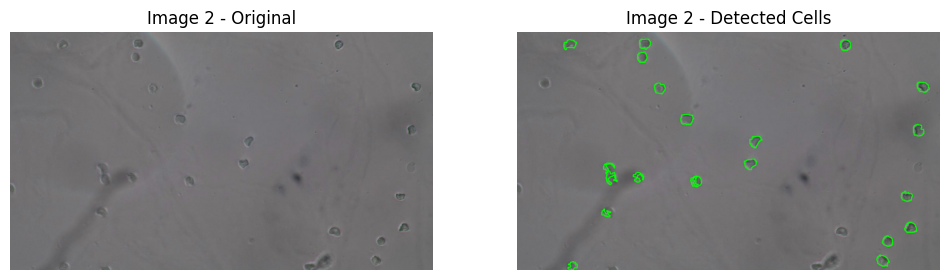 Image 2 - Original
Image 2 - Detected Cells